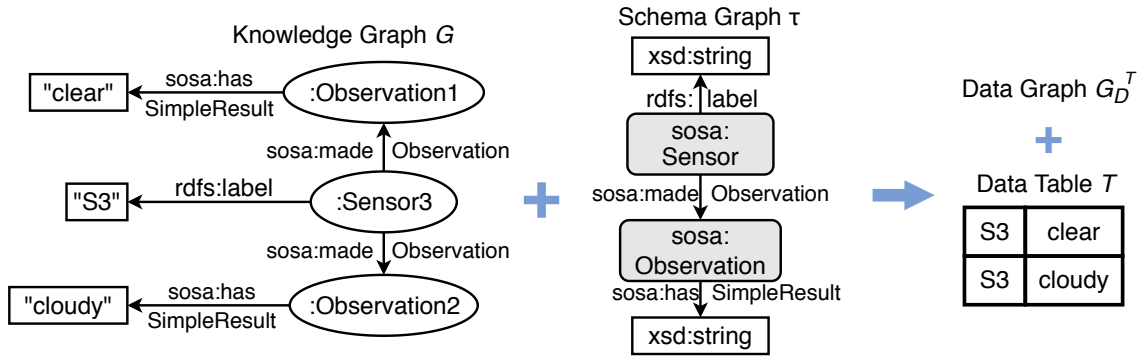 Knowledge Graph G
"clear"
sosa:has
SimpleResult
:Observation1
sosa:made Observation
"S3"
rdfs:label
:Sensor3
sosa:made Observation
"cloudy"
sosa:has
SimpleResult
:Observation2
+
Schema Graph τ
xsd:string
rdfs: label
sosa:
Sensor
sosa:made Observation
sosa:
Observation
sosa:has SimpleResult
xsd:string
Data Graph G_D^T
+
Data Table T
S3 clear
S3 cloudy